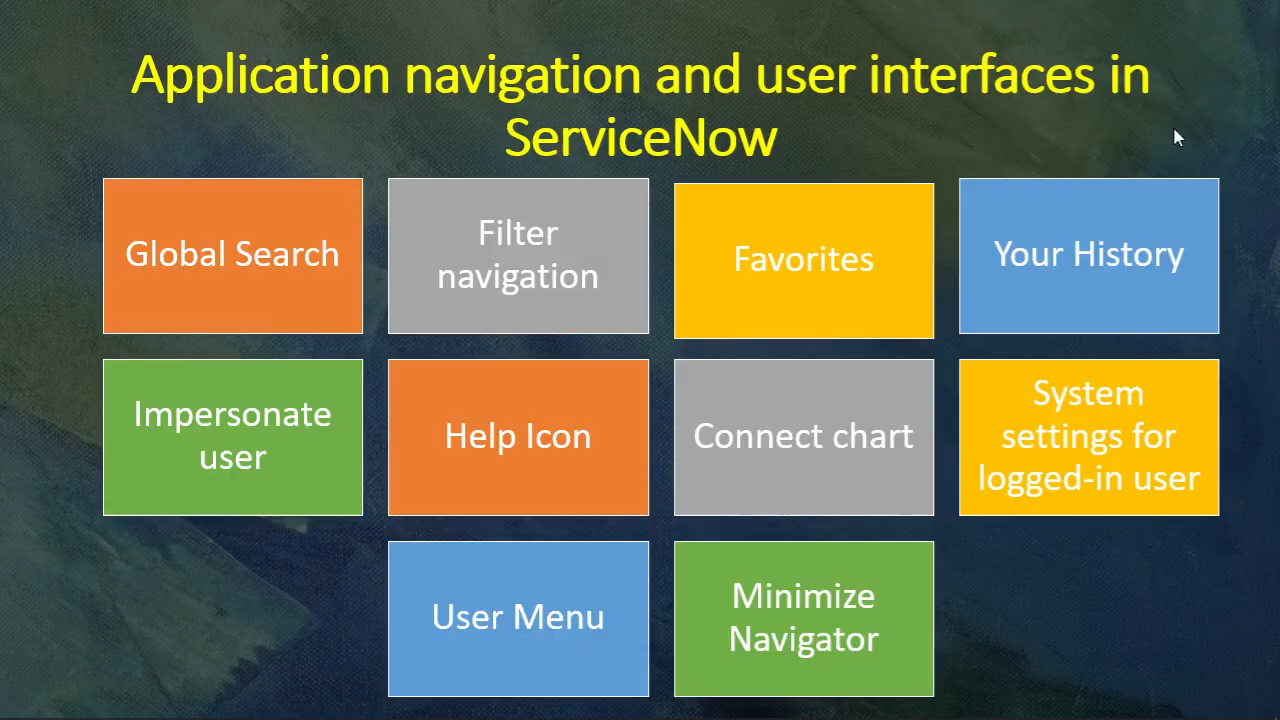 Application navigation and user interfaces in
ServiceNow
Global Search
Filter
navigation
Favorites
Your History
Impersonate
user
Help Icon
Connect chart
System
settings for
logged-in user
User Menu
Minimize
Navigator